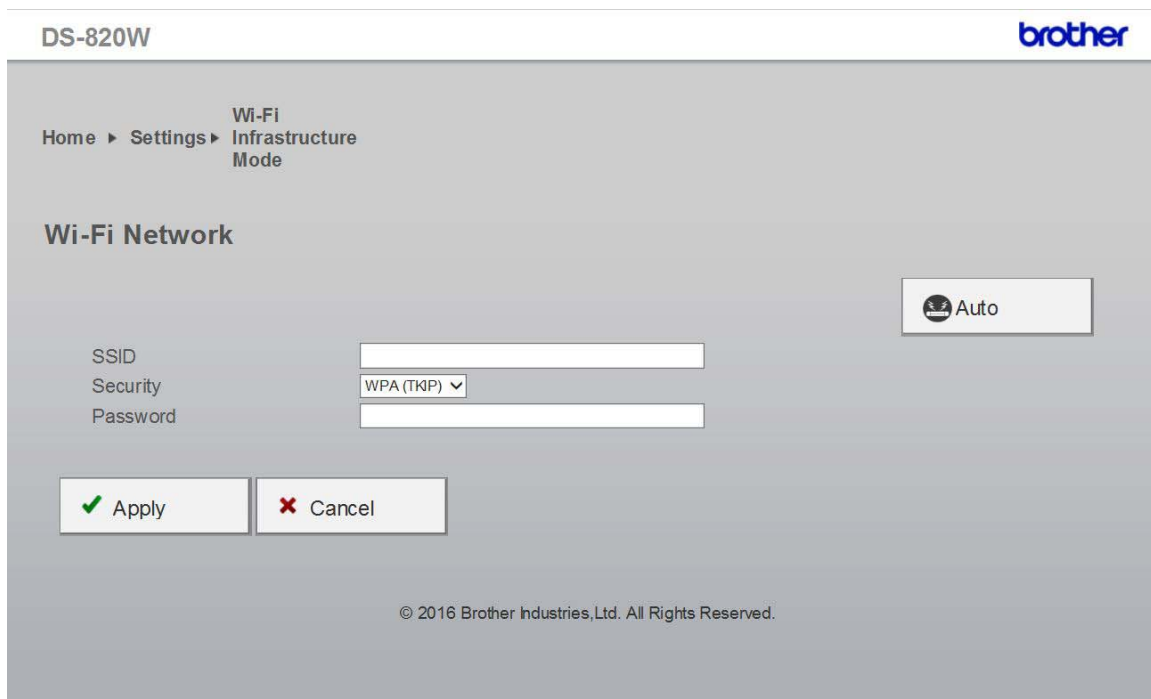 DS-820W
brother
Home ▸ Settings ▸ Wi-Fi
Infrastructure
Mode
Wi-Fi Network
Auto
SSID
Security WPA (TKIP)
Password
Apply Cancel
© 2016 Brother Industries,Ltd. All Rights Reserved.